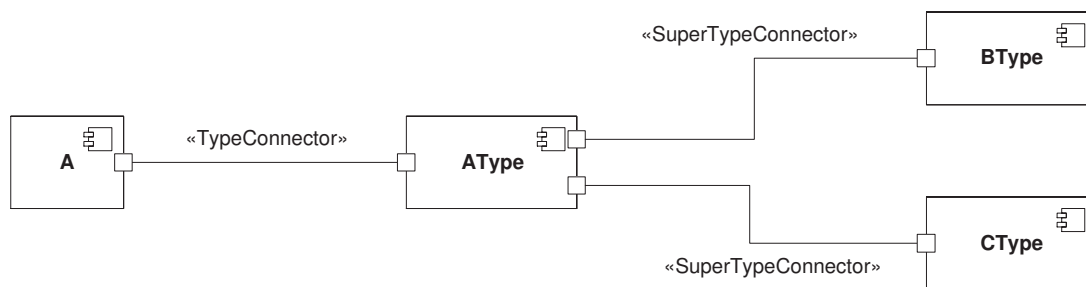 «SuperTypeConnector»
BType
«TypeConnector»
A
AType
CType
«SuperTypeConnector»